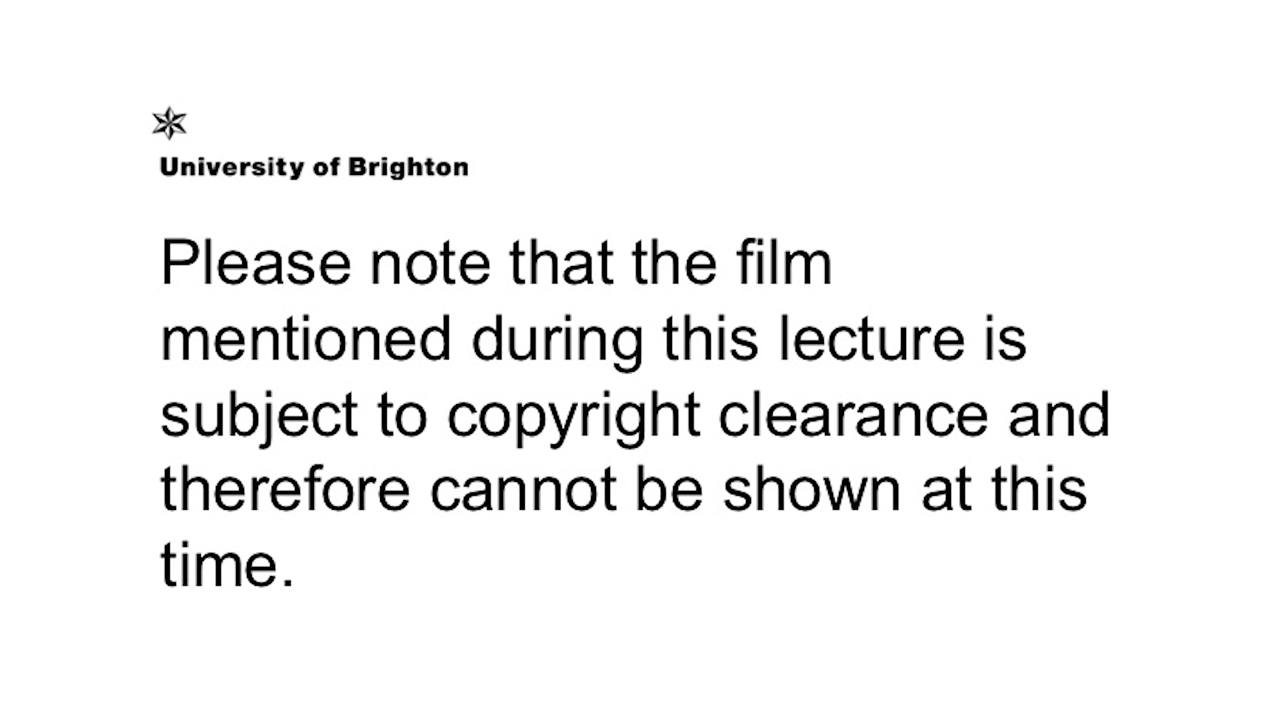 University of Brighton
Please note that the film
mentioned during this lecture is
subject to copyright clearance and
therefore cannot be shown at this
time.